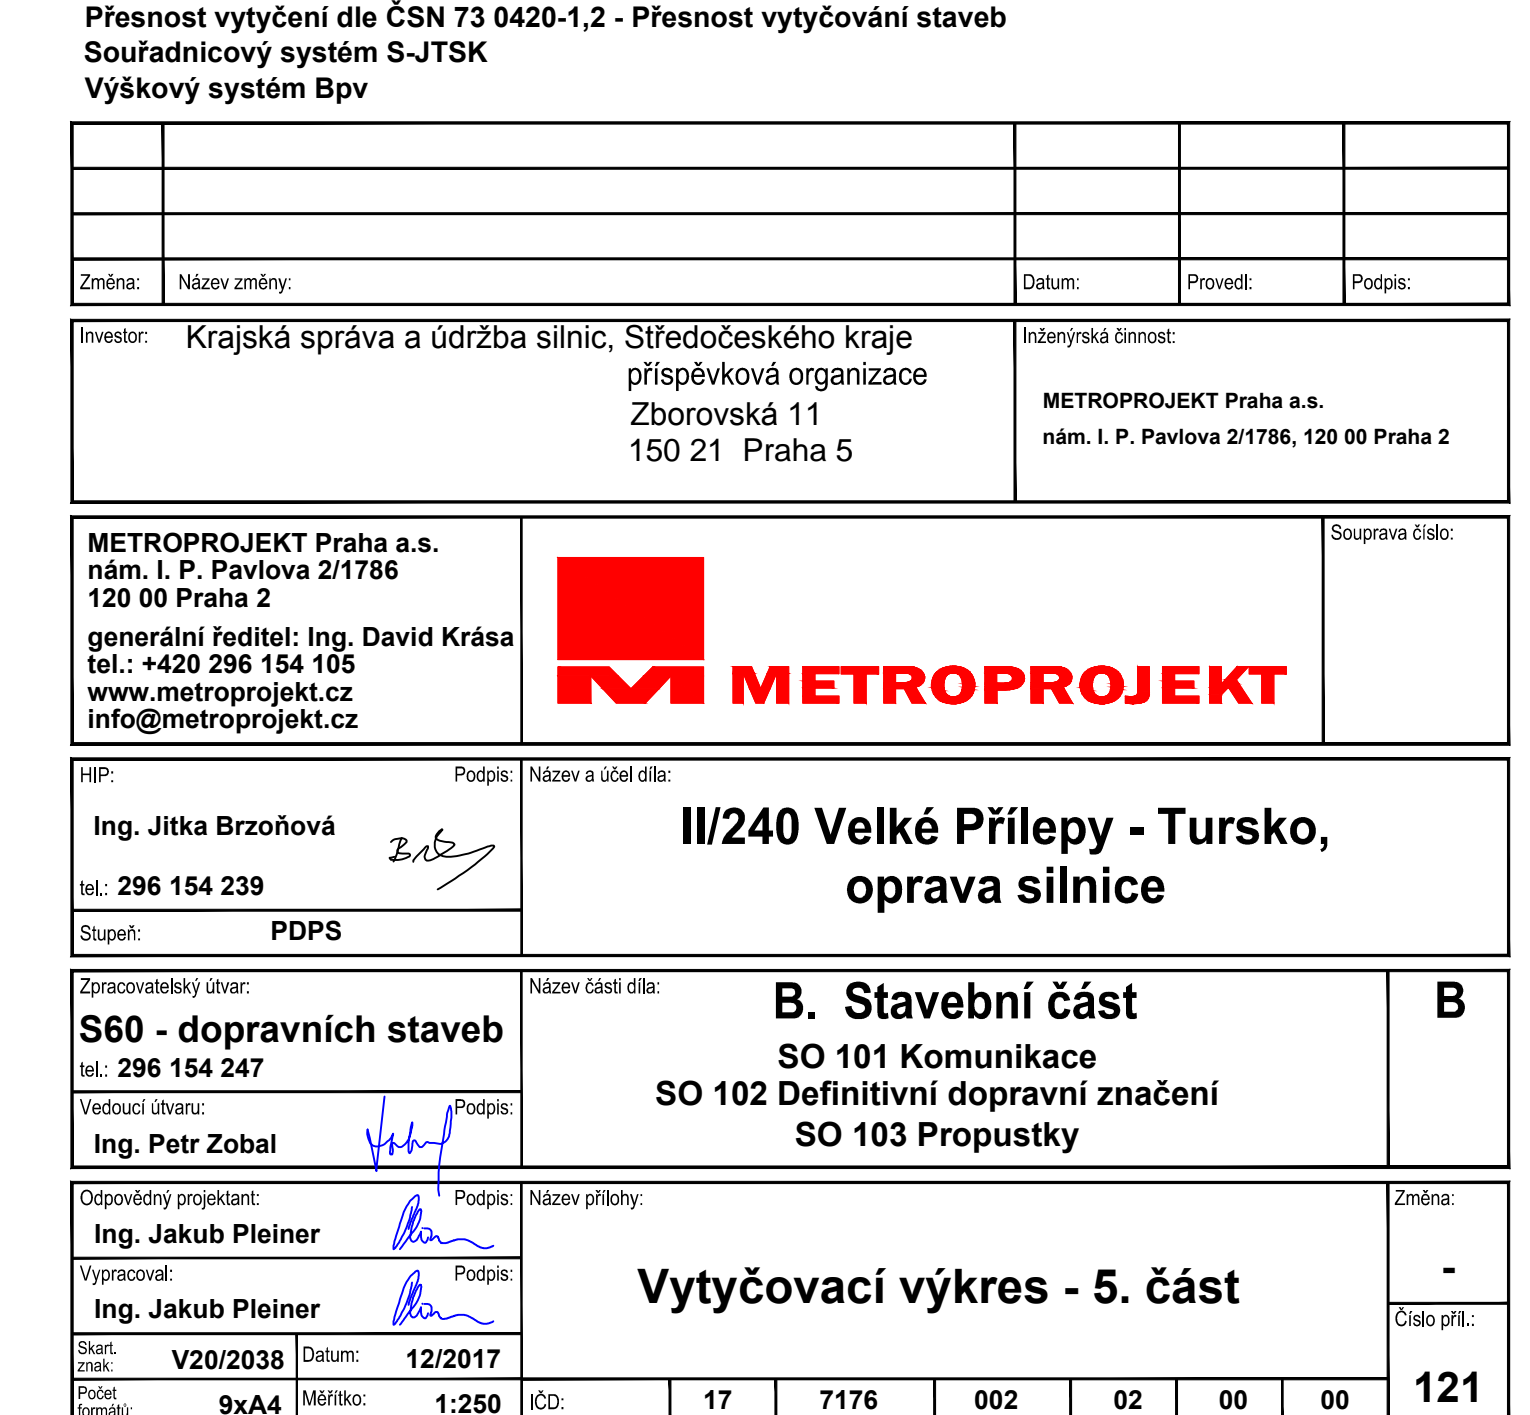 Přesnost vytyčení dle ČSN 73 0420-1,2 - Přesnost vytyčování staveb
Souřadnicový systém S-JTSK
Výškový systém Bpv
Změna: Název změny: Datum: Provedl: Podpis:
Investor: Krajská správa a údržba silnic, Středočeského kraje
příspěvková organizace
Zborovská 11
150 21 Praha 5
Inženýrská činnost:
METROPROJEKT Praha a.s.
nám. I. P. Pavlova 2/1786, 120 00 Praha 2
METROPROJEKT Praha a.s.
nám. I. P. Pavlova 2/1786
120 00 Praha 2
generální ředitel: Ing. David Krása
tel.: +420 296 154 105
www.metroprojekt.cz
info@metroprojekt.cz
METROPROJEKT
Souprava číslo:
HIP: Podpis:
Ing. Jitka Brzoňová
tel.: 296 154 239
Stupeň: PDPS
Název a účel díla:
II/240 Velké Přílepy - Tursko,
oprava silnice
Zpracovatelský útvar:
S60 - dopravních staveb
tel.: 296 154 247
Vedoucí útvaru: Podpis:
Ing. Petr Zobal
Název části díla:
B. Stavební část
SO 101 Komunikace
SO 102 Definitivní dopravní značení
SO 103 Propustky
B
Odpovědný projektant: Podpis:
Ing. Jakub Pleiner
Vypracoval: Podpis:
Ing. Jakub Pleiner
Název přílohy:
Vytyčovací výkres - 5. část
Změna:
-
Číslo příl.:
121
Skart.
znak: V20/2038 Datum: 12/2017
Počet
formátů: 9xA4 Měřítko: 1:250
IČD: 17 7176 002 02 00 00